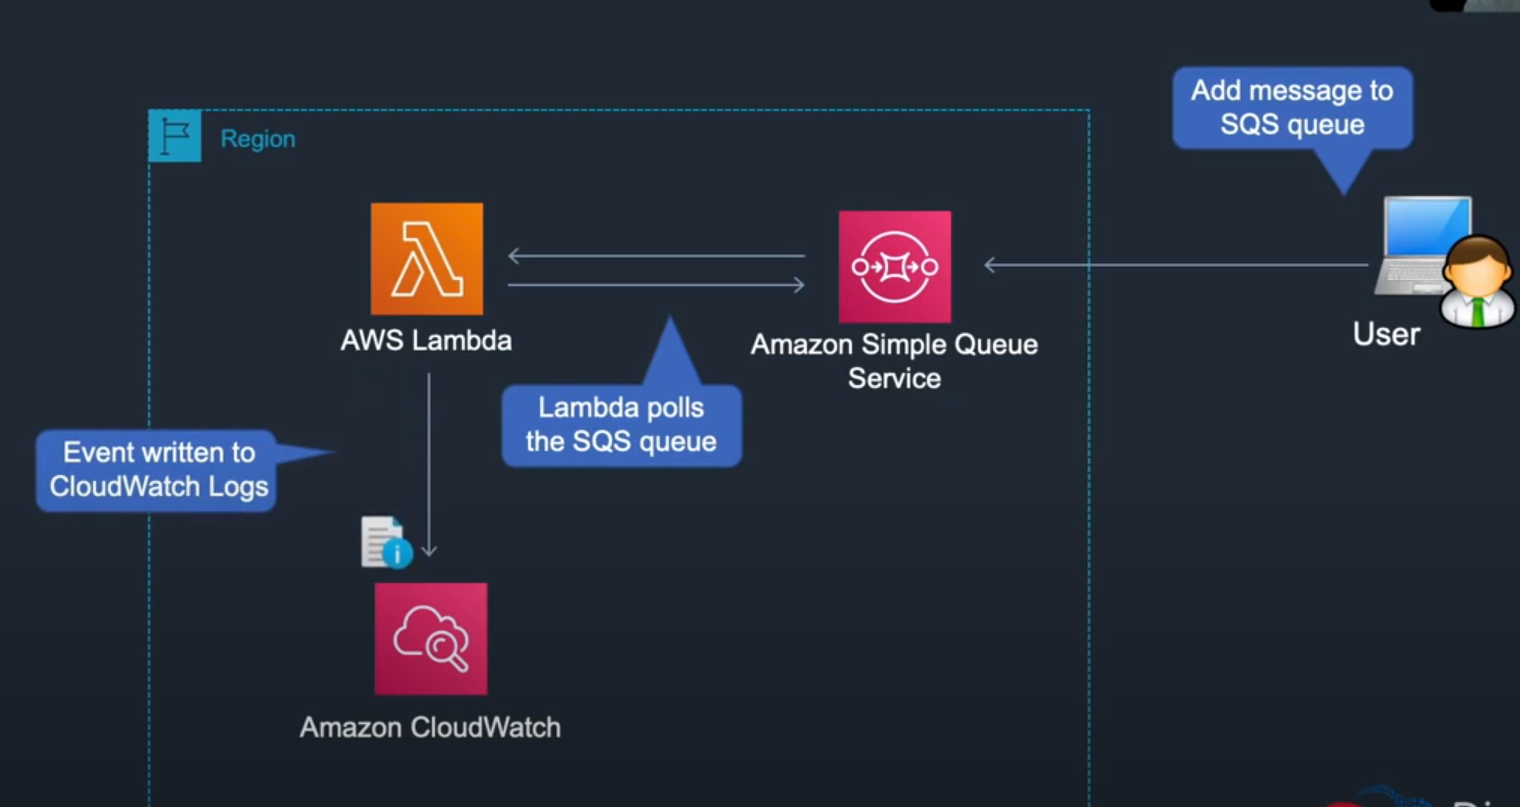 Add message to
SQS queue
Region
AWS Lambda
Amazon Simple Queue
Service
User
Lambda polls
the SQS queue
Event written to
CloudWatch Logs
Amazon CloudWatch